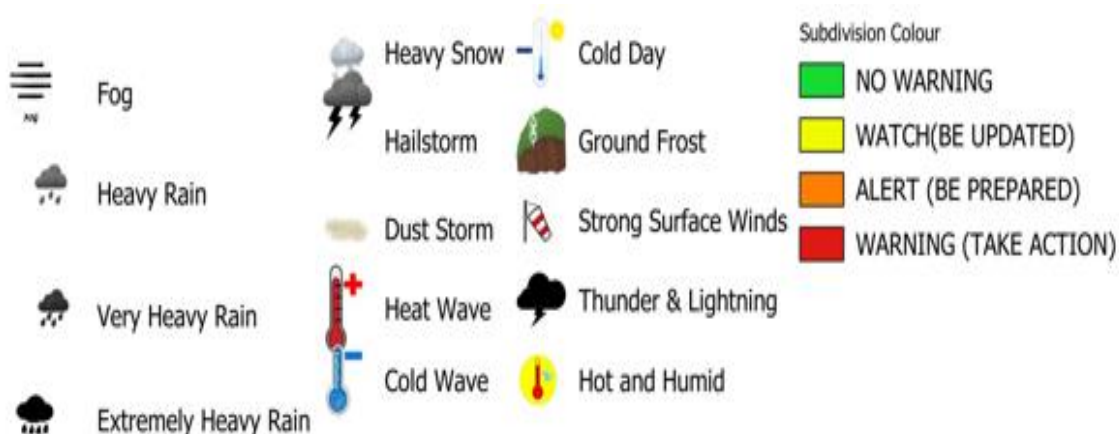 Fog
Heavy Rain
Very Heavy Rain
Extremely Heavy Rain
Heavy Snow
Hailstorm
Dust Storm
Heat Wave
Cold Wave
Cold Day
Ground Frost
Strong Surface Winds
Thunder & Lightning
Hot and Humid
Subdivision Colour
NO WARNING
WATCH(BE UPDATED)
ALERT (BE PREPARED)
WARNING (TAKE ACTION)